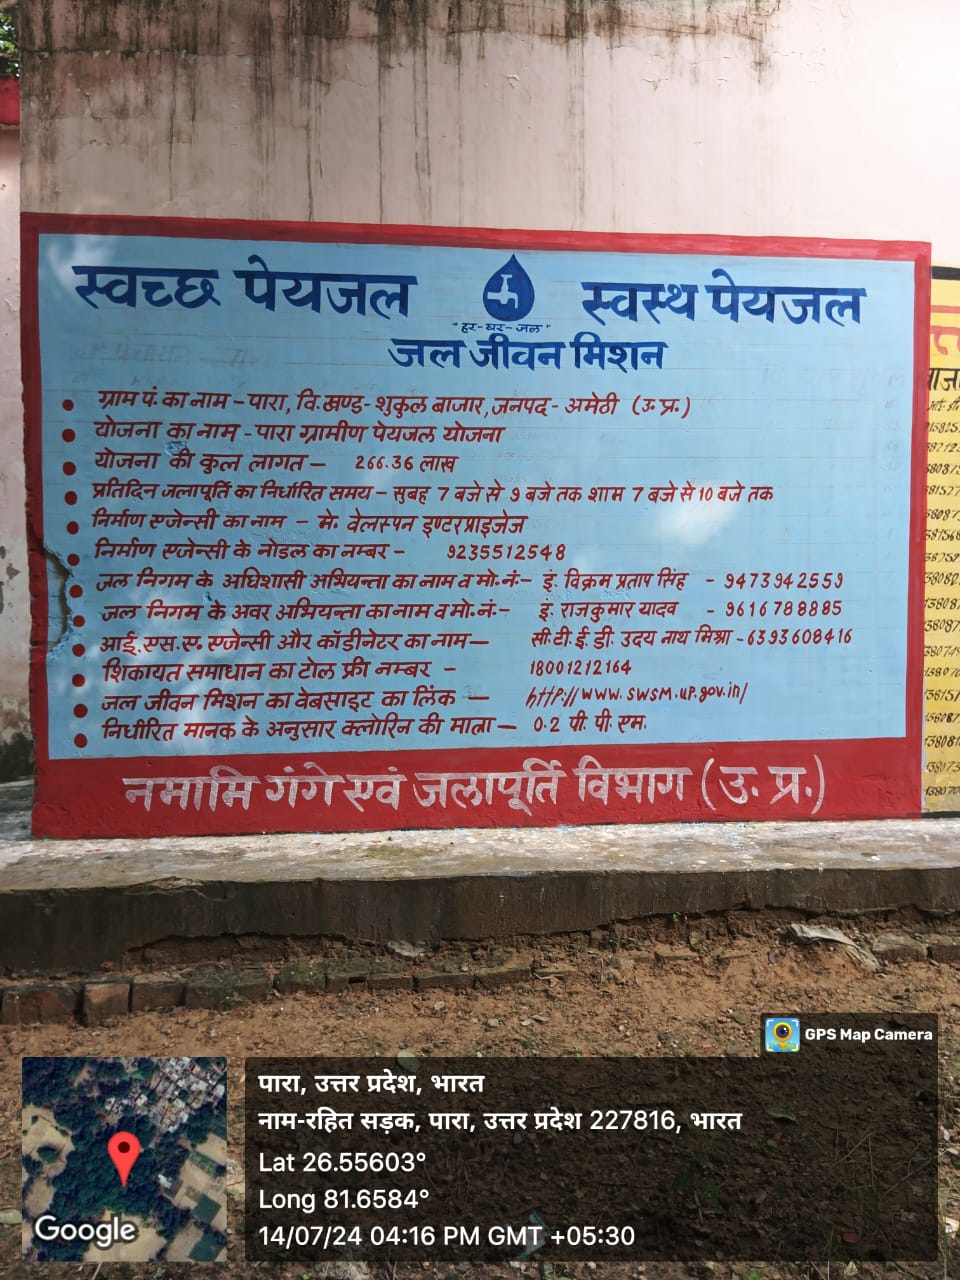 स्वच्छ पेयजल स्वस्थ पेयजल
"हर-घर-जल"
जल जीवन मिशन
ग्राम पं. का नाम – पारा, वि. खण्ड - शुकुल बाजार, जनपद - अमेठी (उ. प्र.)
योजना का नाम - पारा ग्रामीण पेयजल योजना
योजना की कुल लागत – 266.36 लाख
प्रतिदिन जलापूर्ति का निर्धारित समय – सुबह 7 बजे से 9 बजे तक शाम 7 बजे से 10 बजे तक
निर्माण एजेन्सी का नाम – मे. वेलस्पन इण्टरप्राइजेज
निर्माण एजेन्सी के नोडल का नम्बर – 9235512548
जल निगम के अधिशासी अभियन्ता का नाम व मो. नं:- इं. विक्रम प्रताप सिंह - 9473942559
जल निगम के अवर अभियन्ता का नाम व मो. नं:- इं राजकुमार यादव - 9616788885
आई. एस. ए. एजेन्सी और कॉडीनेटर का नाम – सी. टी. ई. डी. उदय नाथ मिश्रा - 6393608416
शिकायत समाधान का टोल फ्री नम्बर – 18001212164
जल जीवन मिशन का वेबसाइट का लिंक – http://www.swsm.up.gov.in/
निर्धारित मानक के अनुसार क्लोरिन की मात्रा – 0.2 पी. पी. एम.
नमामि गंगे एवं जलापूर्ति विभाग (उ. प्र.)
GPS Map Camera
पारा, उत्तर प्रदेश, भारत
नाम-रहित सड़क, पारा, उत्तर प्रदेश 227816, भारत
Lat 26.55603°
Long 81.6584°
14/07/24 04:16 PM GMT +05:30
Google